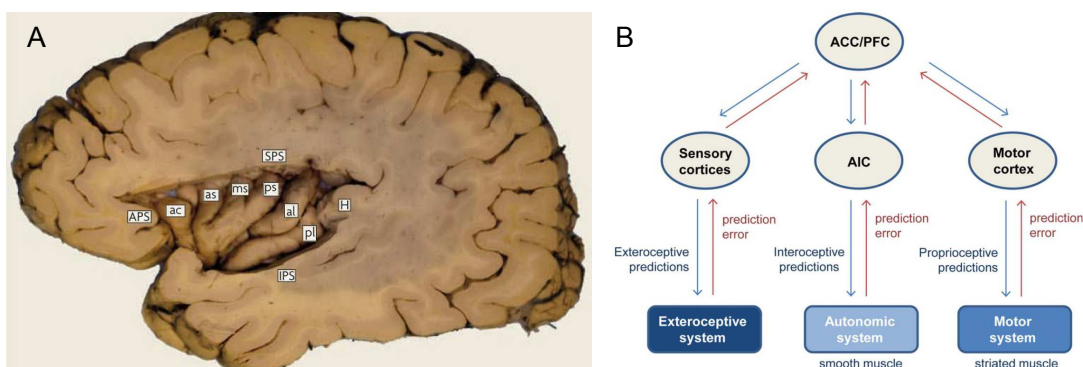 A
SPS
as
ms
ps
APS
ac
al
H
pl
IPS
B
ACC/PFC
Sensory
cortices
AIC
Motor
cortex
Exteroceptive
predictions
prediction
error
Interoceptive
predictions
prediction
error
Proprioceptive
predictions
prediction
error
Exteroceptive
system
Autonomic
system
Motor
system
smooth muscle
striated muscle